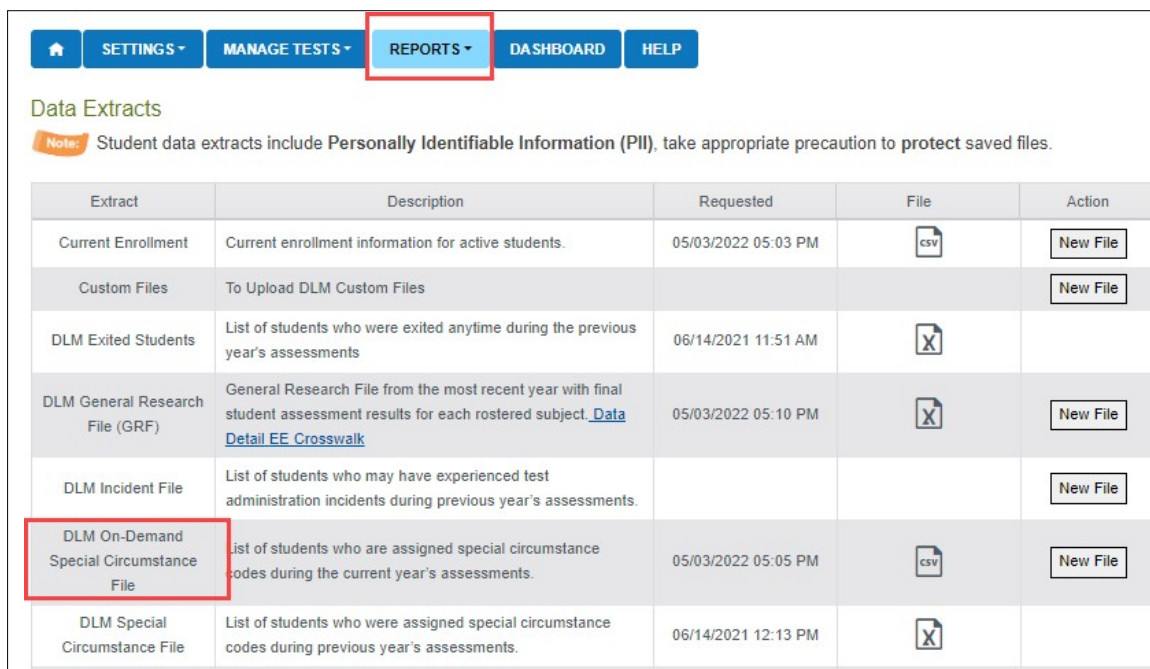 SETTINGS MANAGE TESTS REPORTS DASHBOARD HELP
Data Extracts
Note: Student data extracts include Personally Identifiable Information (PII), take appropriate precaution to protect saved files.
Extract Description Requested File Action
Current Enrollment Current enrollment information for active students. 05/03/2022 05:03 PM CSV New File
Custom Files To Upload DLM Custom Files New File
DLM Exited Students List of students who were exited anytime during the previous
year's assessments 06/14/2021 11:51 AM X
DLM General Research
File (GRF)
General Research File from the most recent year with final
student assessment results for each rostered subject. Data
Detail EE Crosswalk
05/03/2022 05:10 PM X New File
DLM Incident File List of students who may have experienced test
administration incidents during previous year's assessments. New File
DLM On-Demand
Special Circumstance
File
List of students who are assigned special circumstance
codes during the current year's assessments.
05/03/2022 05:05 PM CSV New File
DLM Special
Circumstance File
List of students who were assigned special circumstance
codes during previous year's assessments.
06/14/2021 12:13 PM X